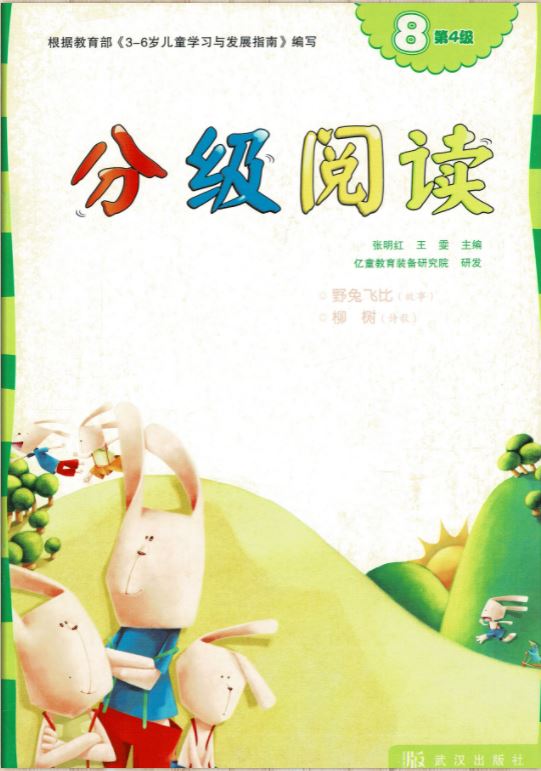 根据教育部《3-6岁儿童学习与发展指南》编写
8 第4级
分级阅读
张明红 王雯 主编
亿童教育装备研究院 研发
野兔飞比（故事）
柳 树（诗歌）
武汉出版社